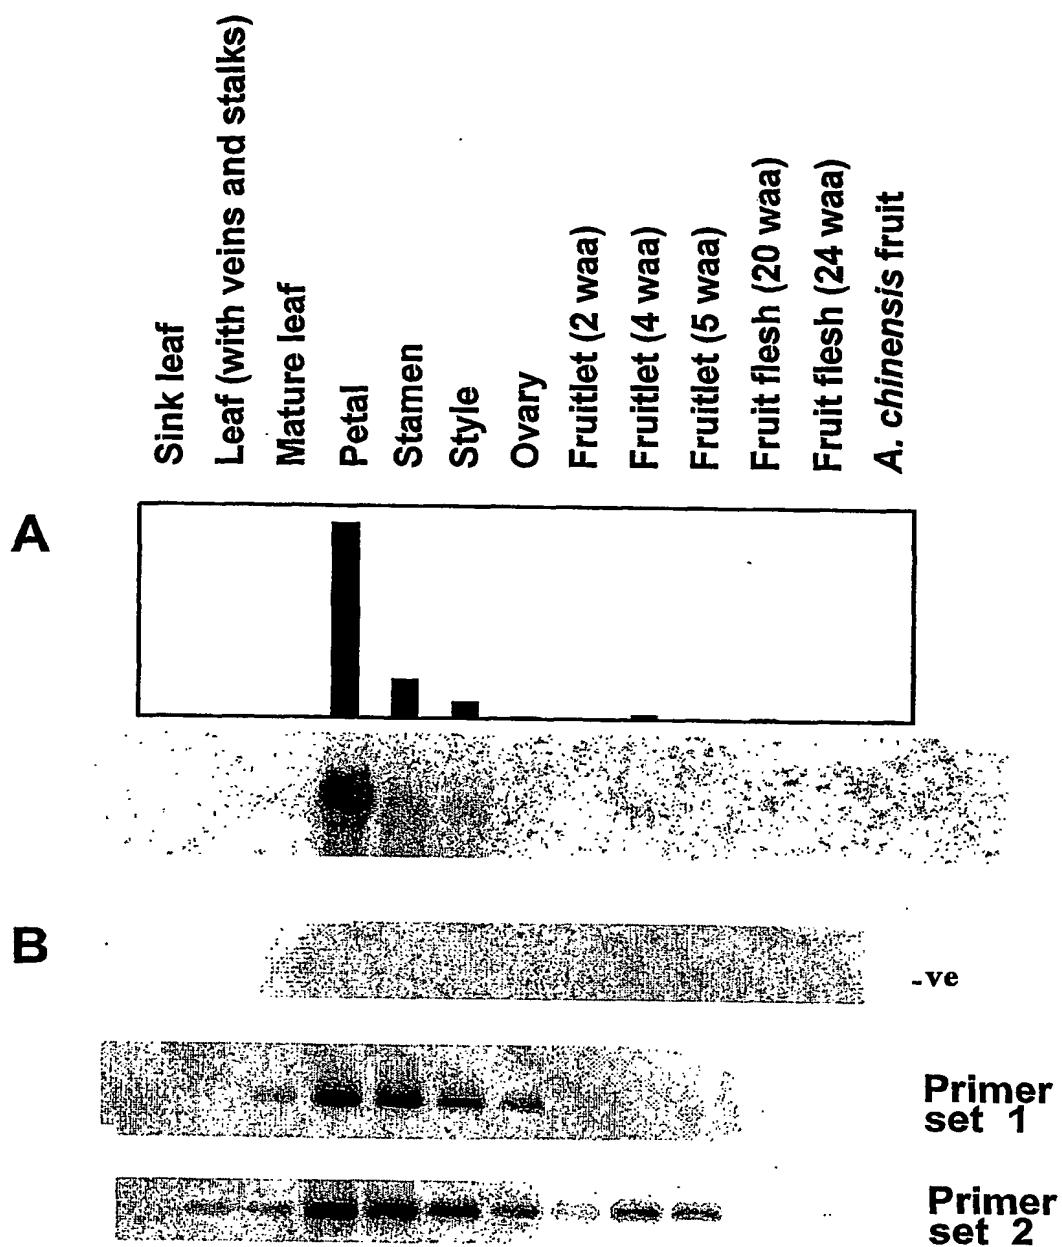 Sink leaf
Leaf (with veins and stalks)
Mature leaf
Petal
Stamen
Style
Ovary
Fruitlet (2 waa)
Fruitlet (4 waa)
Fruitlet (5 waa)
Fruit flesh (20 waa)
Fruit flesh (24 waa)
A. chinensis fruit
A
B
-ve
Primer
set 1
Primer
set 2